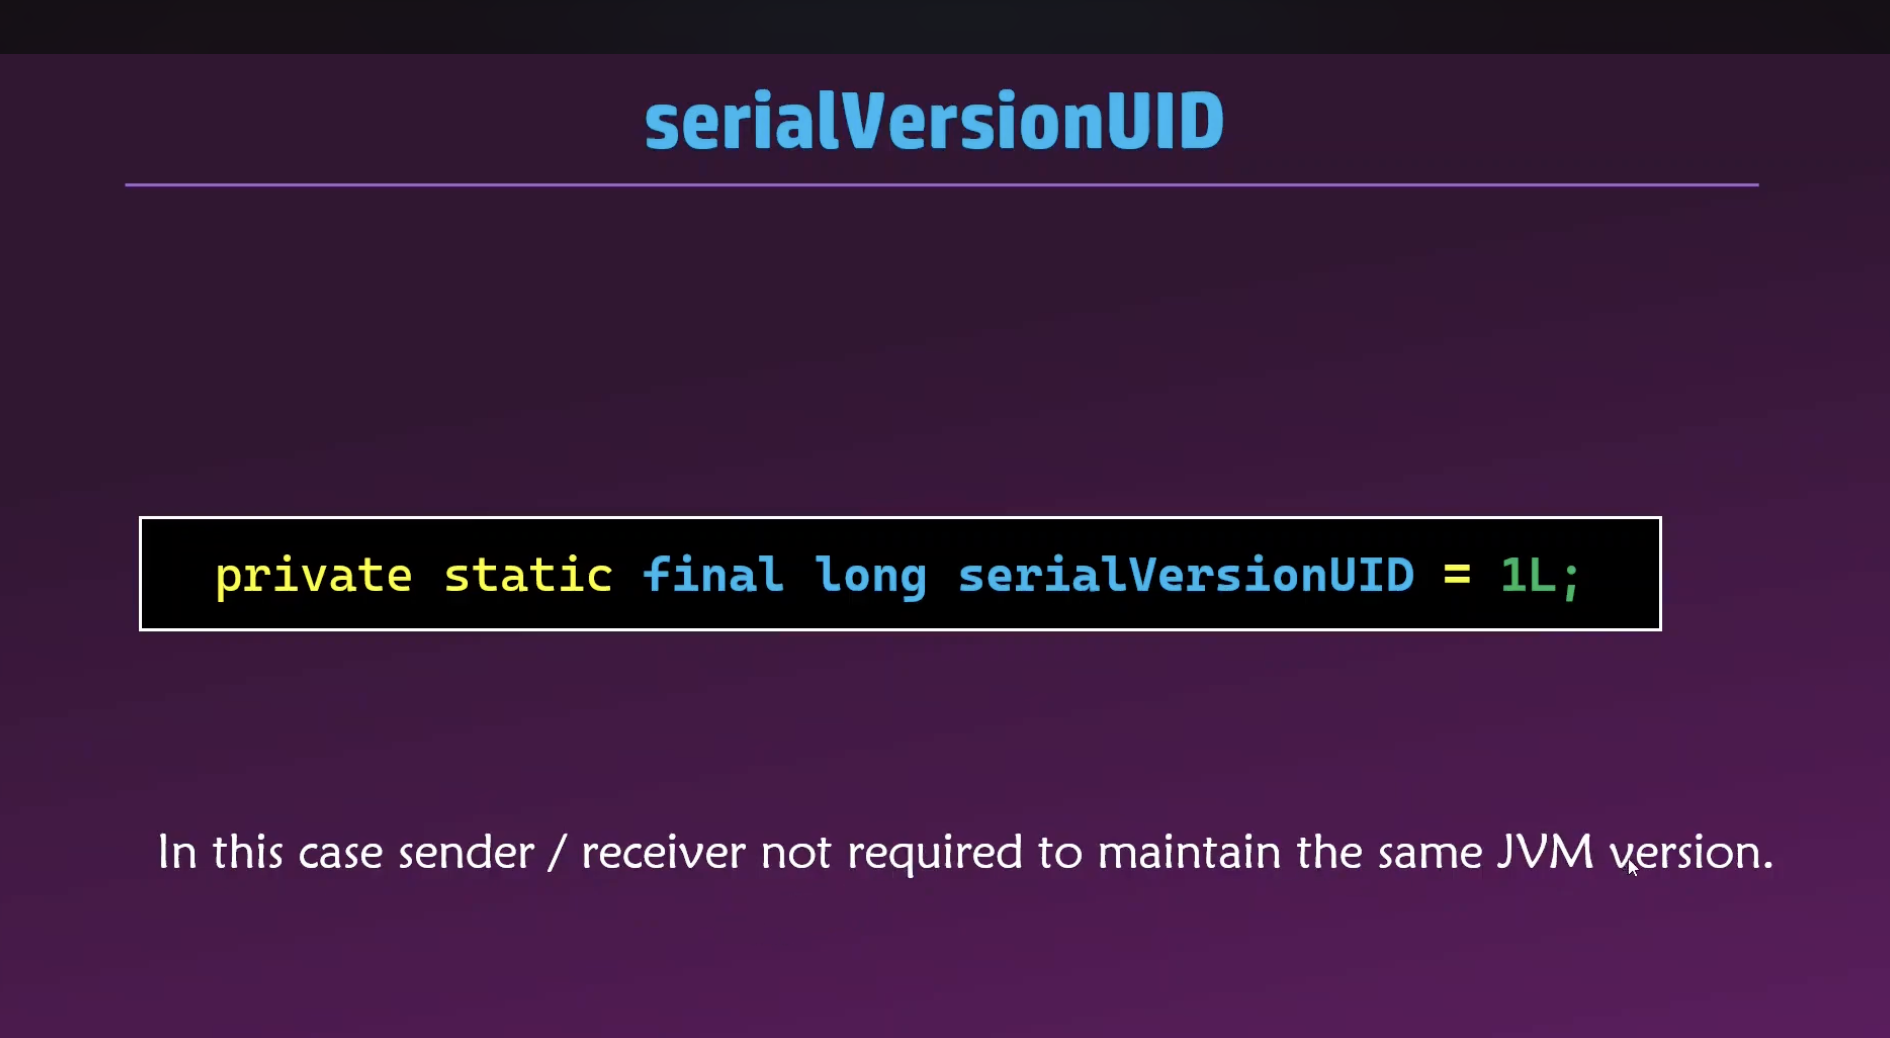 serialVersionUID
private static final long serialVersionUID = 1L;
In this case sender / receiver not required to maintain the same JVM version.